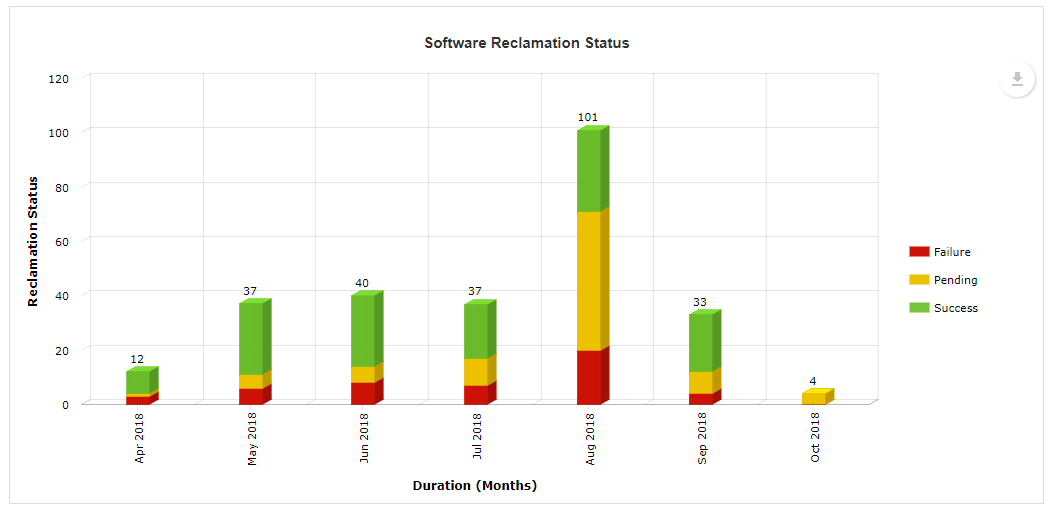 Software Reclamation Status
120
100
80
60
40
20
0
Reclamation Status
12
37
40
37
101
33
4
Apr 2018
May 2018
Jun 2018
Jul 2018
Aug 2018
Sep 2018
Oct 2018
Duration (Months)
Failure
Pending
Success